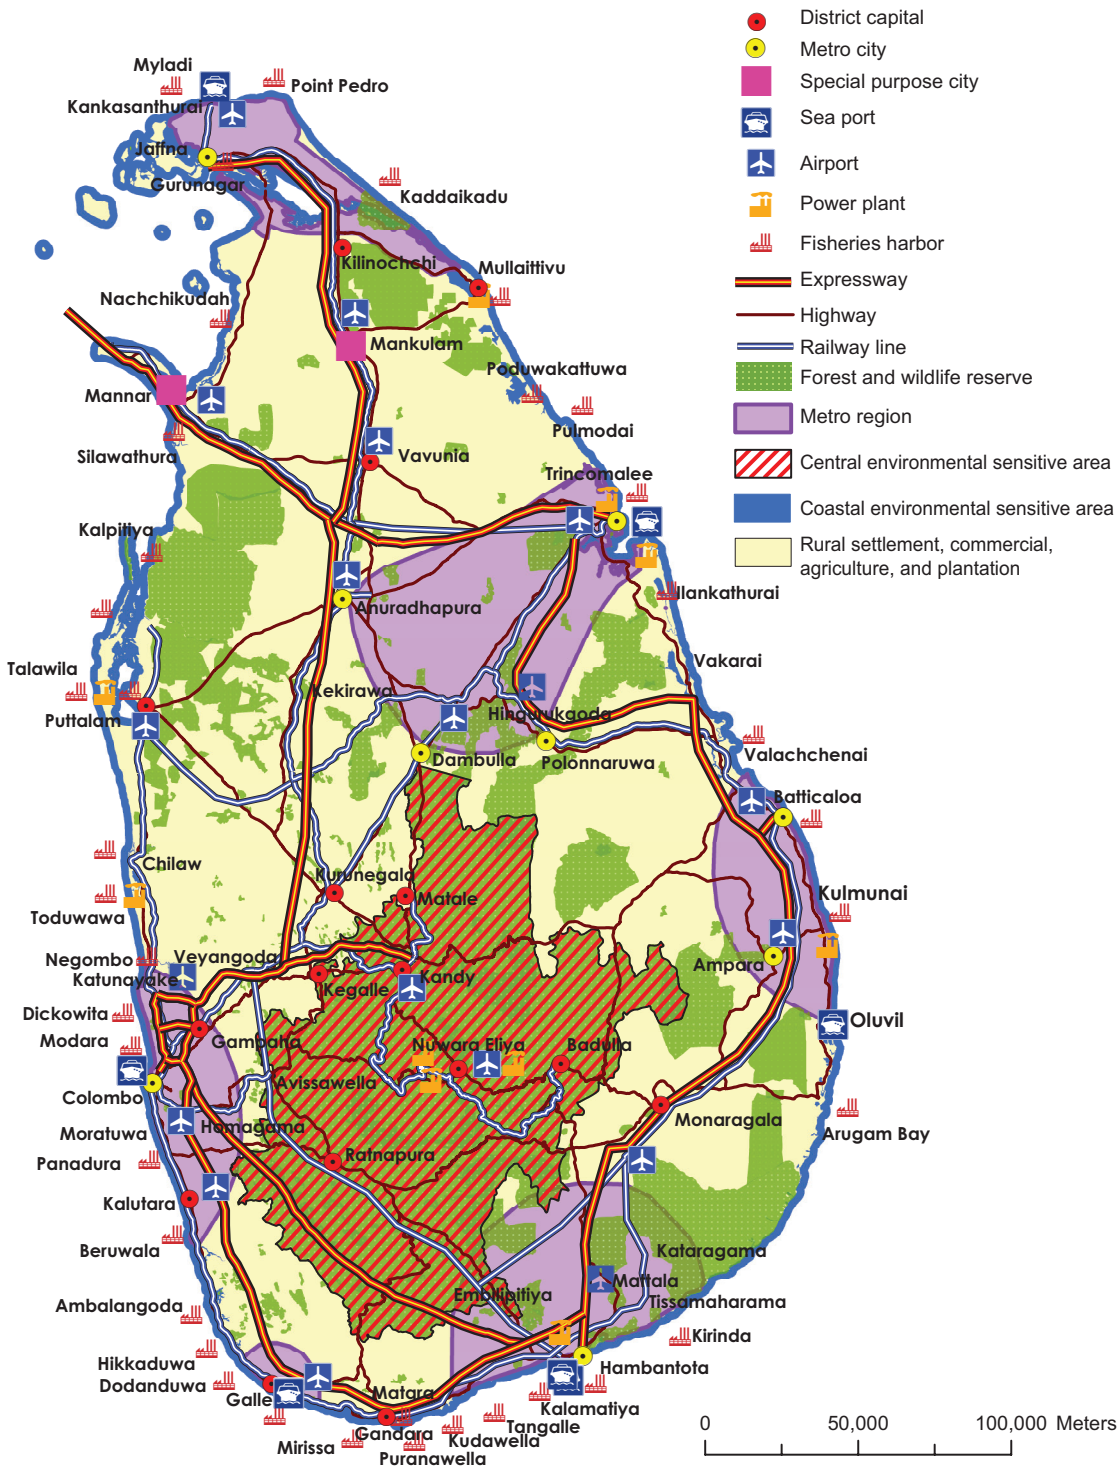 District capital
Metro city
Special purpose city
Sea port
Airport
Power plant
Fisheries harbor
Expressway
Highway
Railway line
Forest and wildlife reserve
Metro region
Central environmental sensitive area
Coastal environmental sensitive area
Rural settlement, commercial,
agriculture, and plantation
Myladi
Point Pedro
Kankasanthurai
Jaffna
Gurunagar
Kaddaikadu
Kilinochchi
Mullaittivu
Nachchikudah
Mankulam
Poduwakattuwa
Mannar
Pulmodai
Silawathura
Vavunia
Trincomalee
Kalpitiya
Anuradhapura
Illankathurai
Vakarai
Talawila
Kekirawa
Puttalam
Hingurukgoda
Dambulla
Polonnaruwa
Valachchenai
Batticaloa
Chilaw
Kurunegala
Matale
Kulmunai
Toduwawa
Negombo
Veyangoda
Katunayake
Kegalle
Kandy
Ampara
Dickowita
Gampaha
Oluvil
Modara
Nuwara Eliya
Badulla
Avissawella
Colombo
Homagama
Monaragala
Moratuwa
Arugam Bay
Panadura
Ratnapura
Kalutara
Beruwala
Kataragama
Mattala
Embilipitiya
Tissamaharama
Ambalangoda
Kirinda
Hikkaduwa
Hambantota
Dodanduwa
Galle
Matara
Kalamatiya
Tangalle
Gandara
Kudawella
Mirissa
Puranawella
0 50,000 100,000 Meters